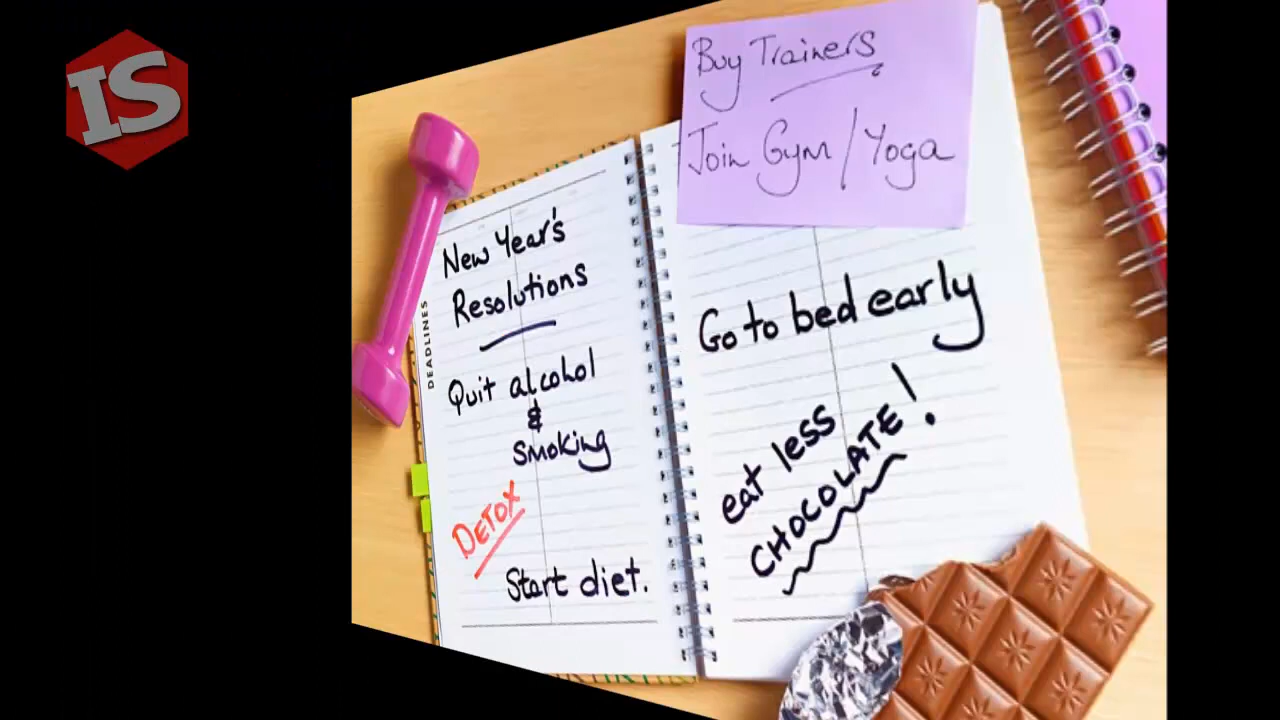 IS
Buy Trainers
Join Gym/Yoga
New Year's
Resolutions
DEADLINES
Quit alcohol
&
smoking
DETOX
Start diet.
Go to bed early
eat less
CHOCOLATE!